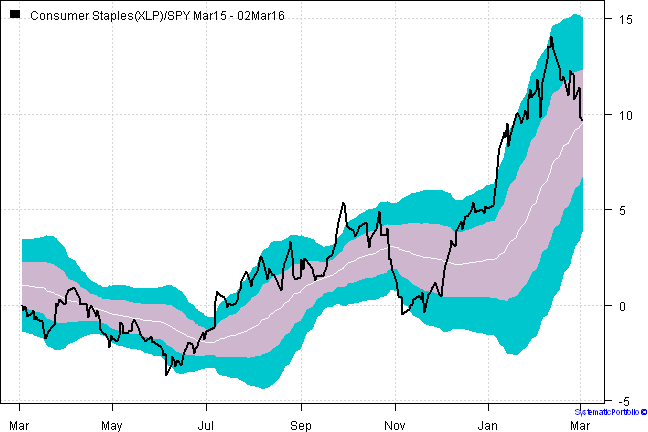 Consumer Staples(XLP)/SPY Mar15 - 02Mar16
15
10
5
0
-5
Mar May Jul Sep Nov Jan Mar
SystematicPortfolio ©